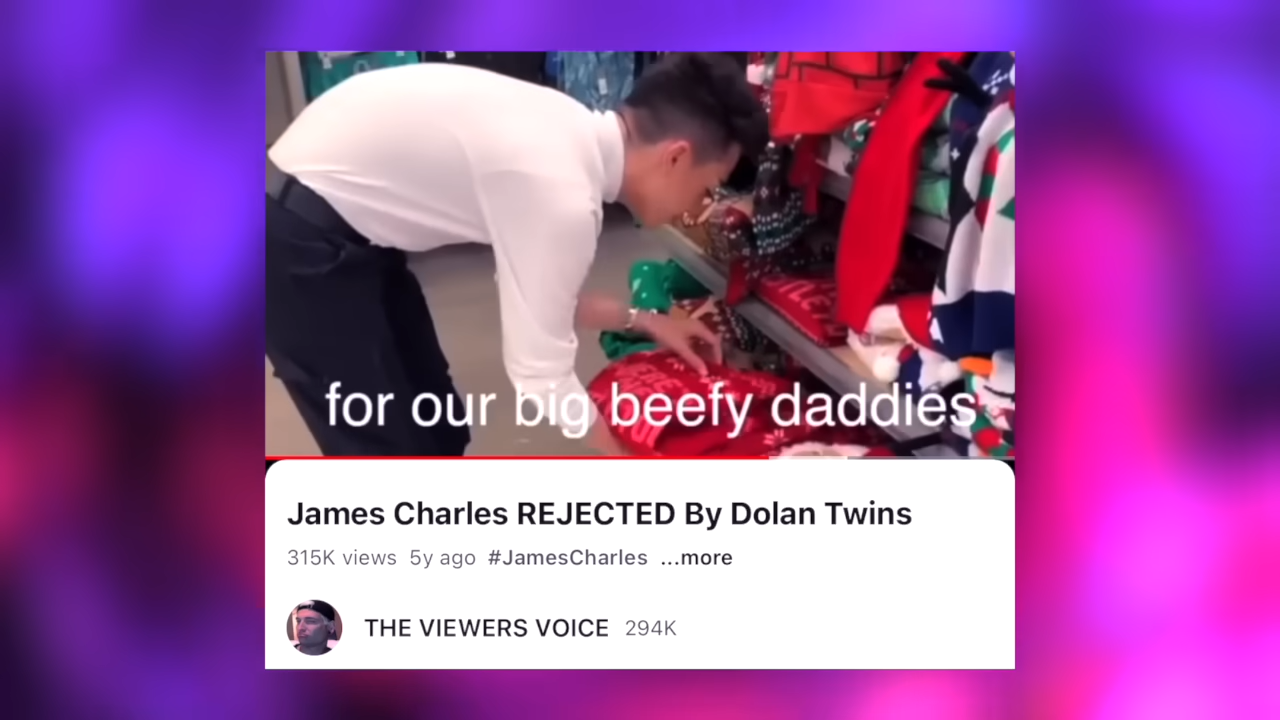 for our big beefy daddies
James Charles REJECTED By Dolan Twins
315K views 5y ago #JamesCharles ...more
THE VIEWERS VOICE 294K